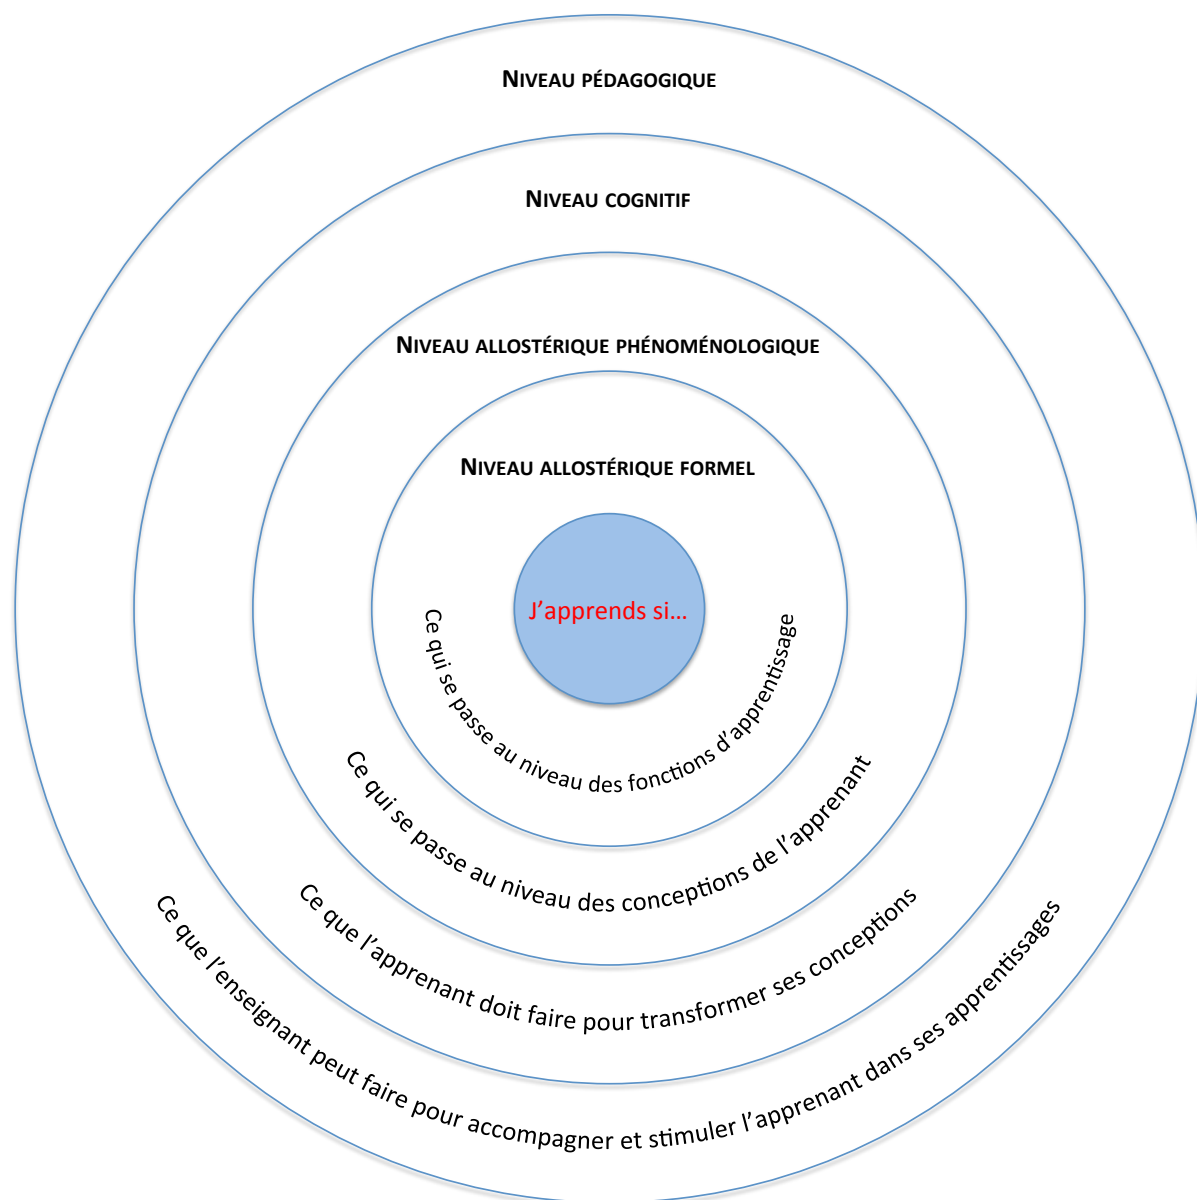 NIVEAU PÉDAGOGIQUE
NIVEAU COGNITIF
NIVEAU ALLOSTÉRIQUE PHÉNOMÉNOLOGIQUE
NIVEAU ALLOSTÉRIQUE FORMEL
J’apprends si…
Ce qui se passe au niveau des fonctions d’apprentissage
Ce qui se passe au niveau des conceptions de l’apprenant
Ce que l’apprenant doit faire pour transformer ses conceptions
Ce que l’enseignant peut faire pour accompagner et stimuler l’apprenant dans ses apprentissages